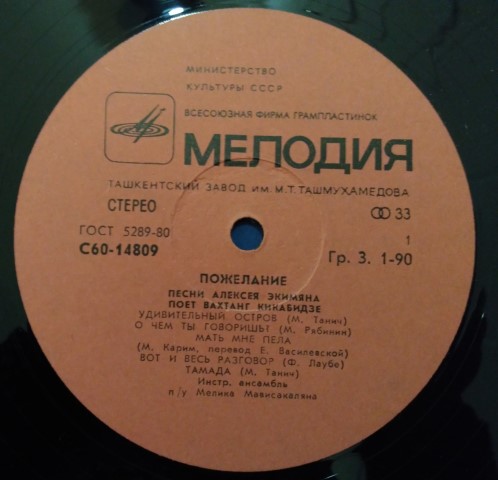 МИНИСТЕРСТВО
КУЛЬТУРЫ СССР
ВСЕСОЮЗНАЯ ФИРМА ГРАМПЛАСТИНОК
МЕЛОДИЯ
ТАШКЕНТСКИЙ ЗАВОД ИМ. М.Т. ТАШМУХАМЕДОВА
СТЕРЕО
33
ГОСТ 5289-80
1
С60-14809
Гр. 3. 1-90
ПОЖЕЛАНИЕ
ПЕСНИ АЛЕКСЕЯ ЭКИМЯНА
ПОЕТ ВАХТАНГ КИКАБИДЗЕ
УДИВИТЕЛЬНЫЙ ОСТРОВ (М. Танич)
О ЧЕМ ТЫ ГОВОРИШЬ! (М. Рябинин)
МАТЬ МНЕ ПЕЛА
(М. Карим, перевод Е. Василевской)
ВОТ И ВЕСЬ РАЗГОВОР (Ф. Лаубе)
ТАМАДА (М. Танич)
Инстр. ансамбль
п/у Мелика Мависакаляна